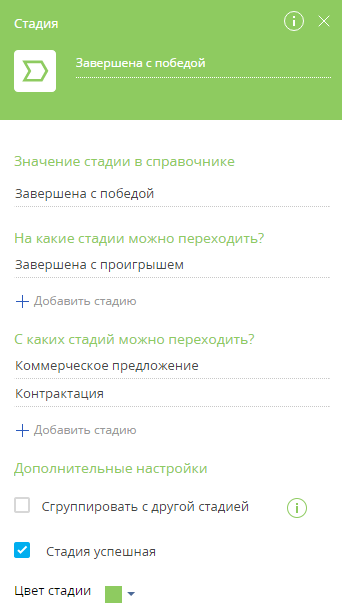 Стадия
Завершена с победой
Значение стадии в справочнике
Завершена с победой
На какие стадии можно переходить?
Завершена с проигрышем
Добавить стадию
С каких стадий можно переходить?
Коммерческое предложение
Контрактация
Добавить стадию
Дополнительные настройки
Сгруппировать с другой стадией
Стадия успешная
Цвет стадии